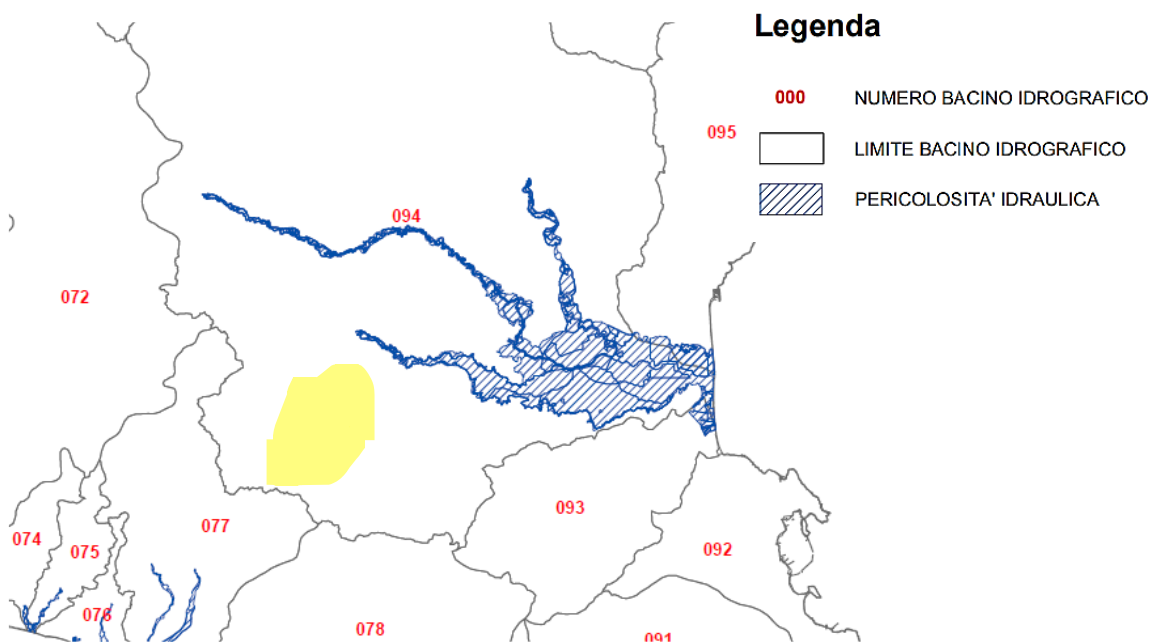 Legenda
000 NUMERO BACINO IDROGRAFICO
LIMITE BACINO IDROGRAFICO
PERICOLOSITA' IDRAULICA
095
094
072
093
077
074
075
092
076
078
091